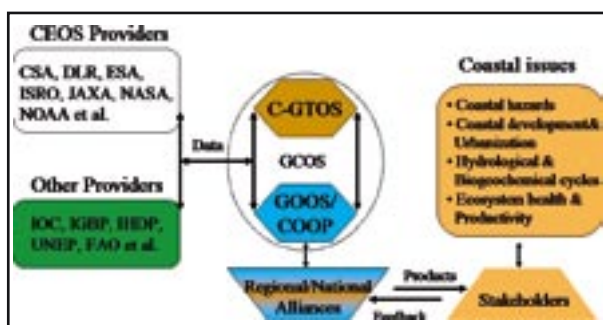 CEOS Providers
CSA, DLR, ESA,
ISRO, JAXA, NASA,
NOAA et al.
Other Providers
IOC, IGBP, IHDP,
UNEP, FAO et al.
Data
C-GTOS
GCOS
GOOS/
COOP
Regional/National
Alliances
Products
Feedback
Coastal issues
• Coastal hazards
• Coastal development&
Urbanization
• Hydrological &
Biogeochemical cycles
• Ecosystem health &
Productivity
Stakeholders